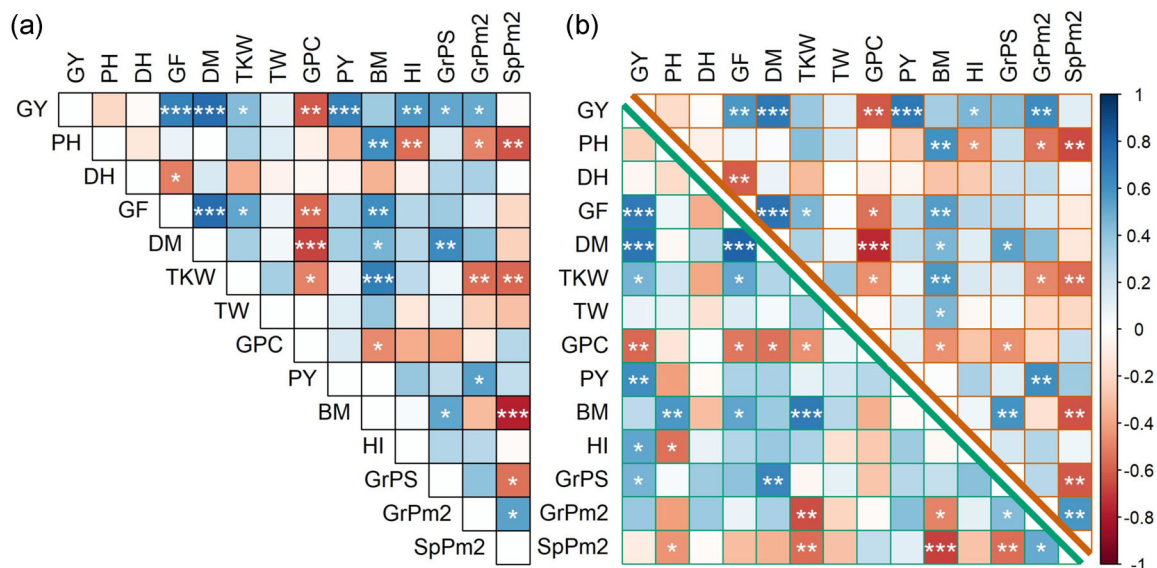 (a)
GY PH DH GF DM TKW TW GPC PY BM HI GrPS GrPm2 SpPm2
GY *** *** * ** *** ** * *
PH ** ** * **
DH *
GF *** * ** **
DM *** * **
TKW * *** ** **
TW
GPC *
PY *
BM * ***
HI
GrPS *
GrPm2 *
SpPm2
(b)
GY PH DH GF DM TKW TW GPC PY BM HI GrPS GrPm2 SpPm2
GY ** *** ** *** * **
PH ** * * **
DH **
GF *** *** * * **
DM *** *** *** * *
TKW * * * ** * **
TW *
GPC ** * * * * *
PY ** **
BM ** * *** ** **
HI * *
GrPS * ** **
GrPm2 ** * * **
SpPm2 * ** *** ** *
1
0.8
0.6
0.4
0.2
0
-0.2
-0.4
-0.6
-0.8
-1